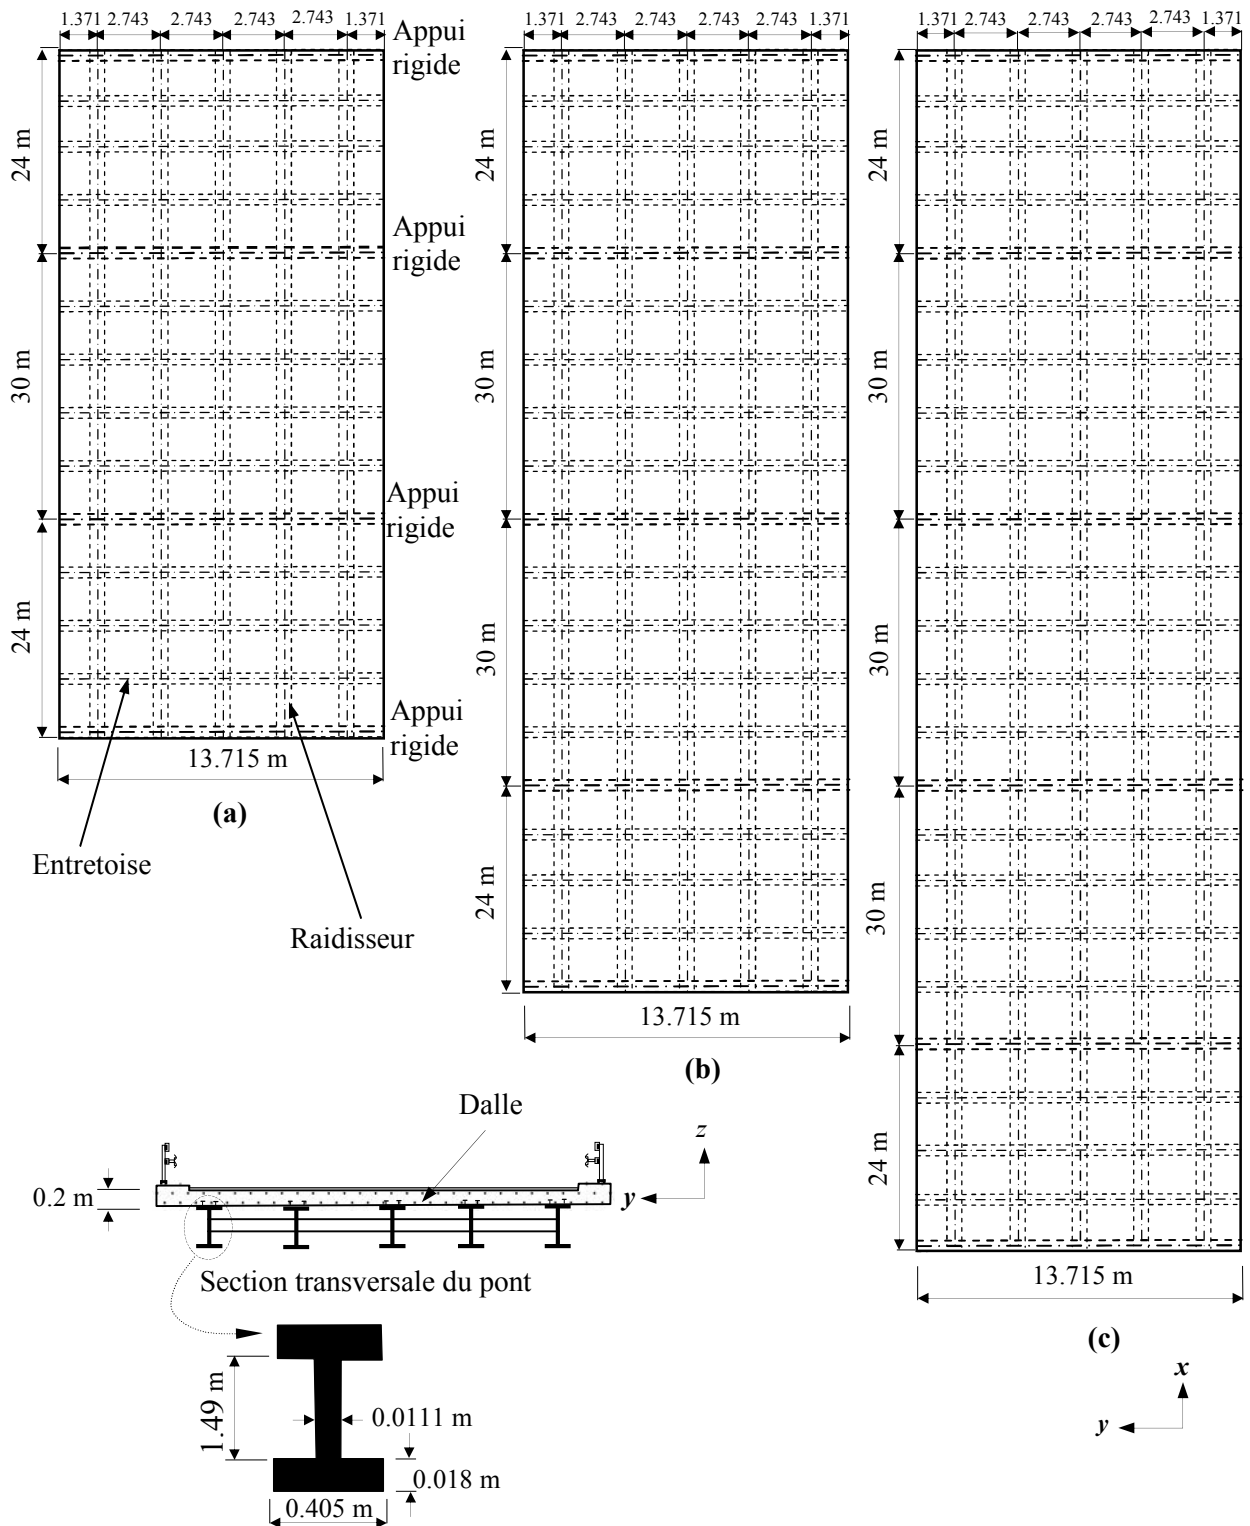 1.371 2.743 2.743 2.743 2.743 1.371
Appui
rigide
24 m
Appui
rigide
30 m
Appui
rigide
24 m
Appui
rigide
13.715 m
(a)
Entretoise
Raidisseur
1.371 2.743 2.743 2.743 2.743 1.371
24 m
30 m
30 m
24 m
13.715 m
(b)
1.371 2.743 2.743 2.743 2.743 1.371
24 m
30 m
30 m
30 m
24 m
13.715 m
(c)
Dalle
z
y
0.2 m
Section transversale du pont
1.49 m
0.0111 m
0.018 m
0.405 m
x
y